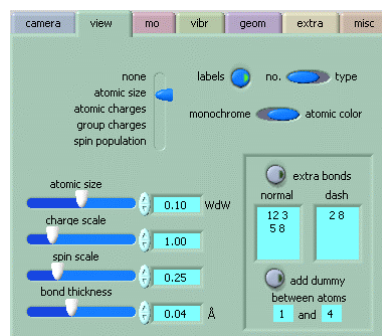 camera view mo vibr geom extra misc
none
atomic size
atomic charges
group charges
spin population
labels no. type
monochrome atomic color
atomic size
0.10 WdW
charge scale
1.00
spin scale
0.25
bond thickness
0.04 Å
extra bonds
normal dash
12 3 2 8
5 8
add dummy
between atoms
1 and 4